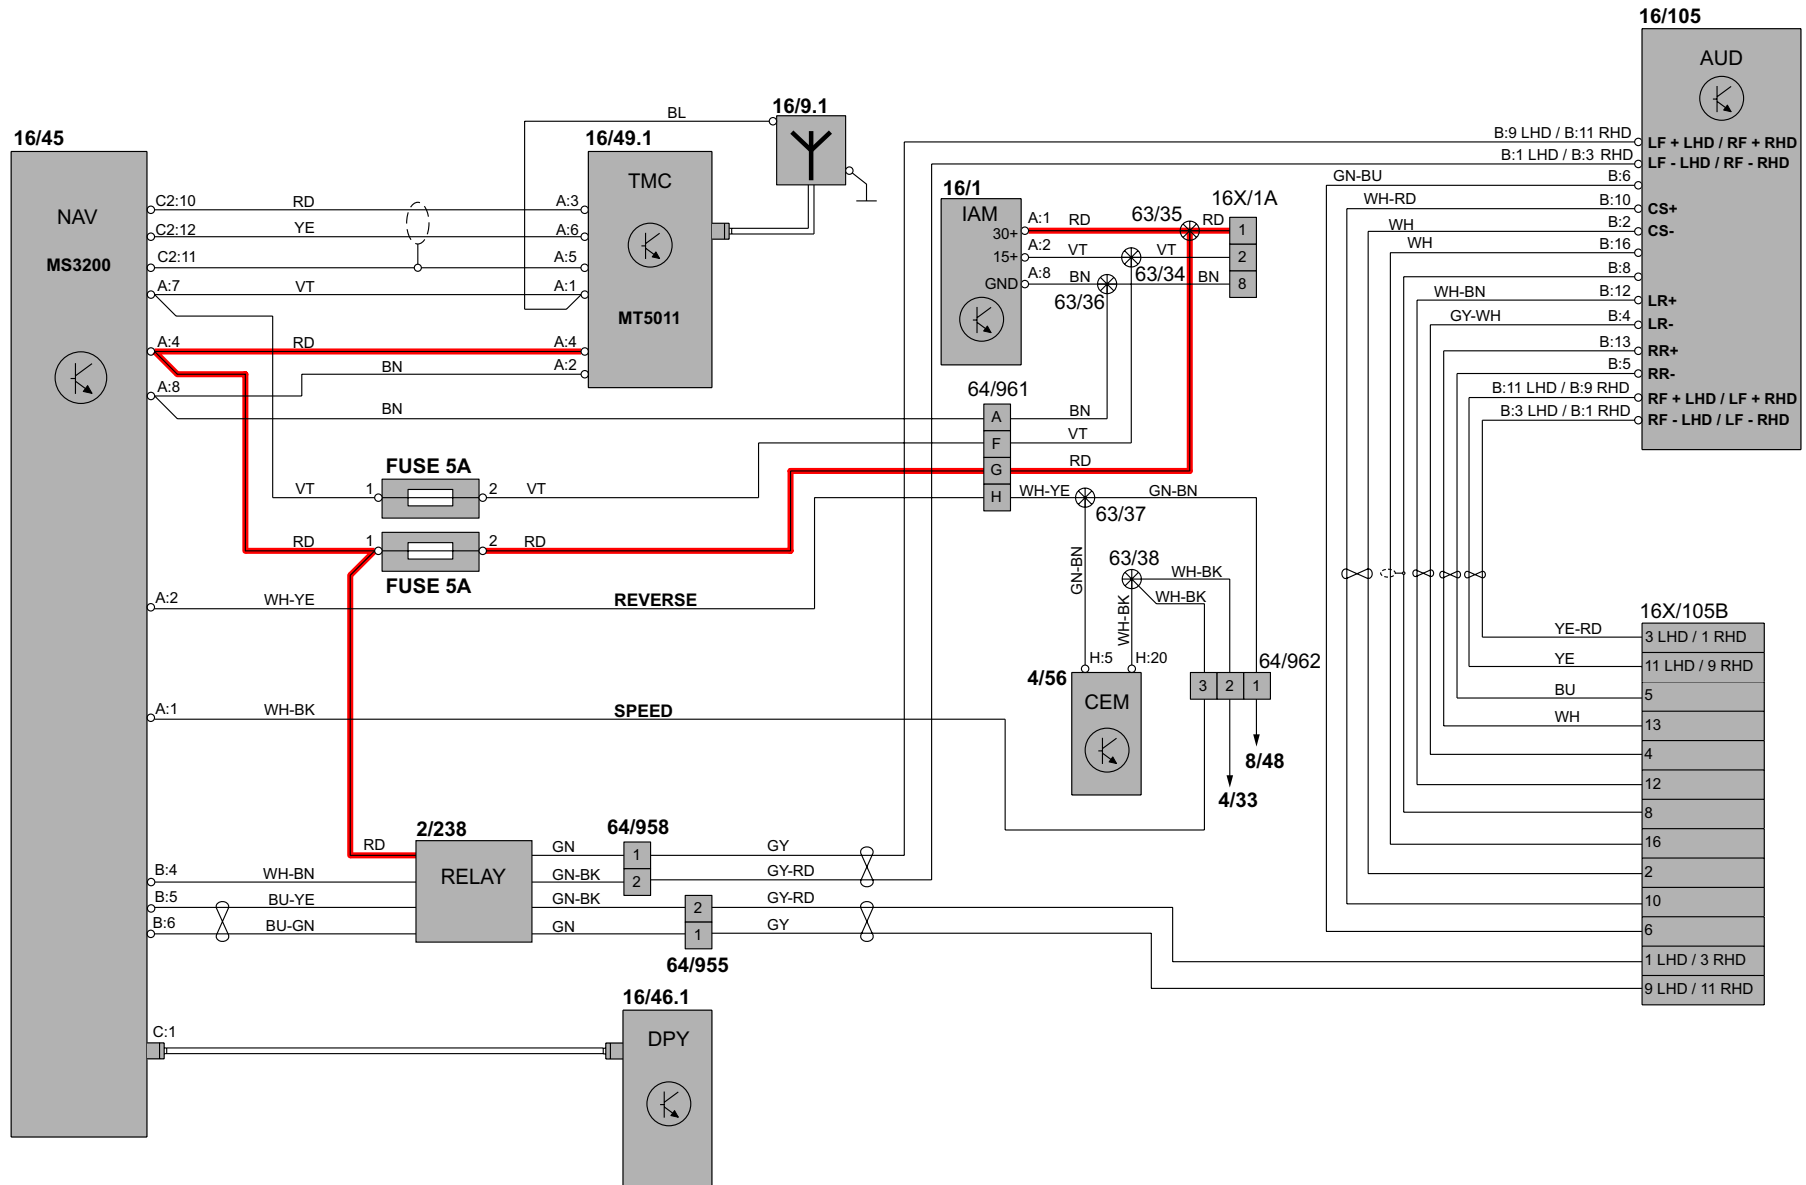 16/105
AUD
B:9 LHD / B:11 RHD
LF + LHD / RF + RHD
B:1 LHD / B:3 RHD
LF - LHD / RF - RHD
GN-BU
B:6
WH-RD
B:10
CS+
WH
B:2
CS-
WH
B:16
B:8
WH-BN
B:12
LR+
GY-WH
B:4
LR-
B:13
RR+
B:5
RR-
B:11 LHD / B:9 RHD
RF + LHD / LF + RHD
B:3 LHD / B:1 RHD
RF - LHD / LF - RHD
16/45
NAV
MS3200
C2:10
RD
A:3
C2:12
YE
A:6
C2:11
A:5
A:7
VT
A:1
A:4
RD
A:4
BN
A:2
A:8
BN
BL
16/9.1
16/49.1
TMC
MT5011
16/1
IAM
30+
15+
GND
A:1
RD
63/35
RD
16X/1A
1
A:2
VT
VT
2
63/34
A:8
BN
BN
8
63/36
64/961
A
BN
F
VT
G
RD
H
WH-YE
GN-BN
63/37
FUSE 5A
VT
1
2
VT
RD
1
2
RD
FUSE 5A
A:2
WH-YE
REVERSE
GN-BN
63/38
WH-BK
WH-BK
WH-BK
H:5
H:20
64/962
4/56
CEM
3
2
1
8/48
4/33
A:1
WH-BK
SPEED
16X/105B
YE-RD
3 LHD / 1 RHD
YE
11 LHD / 9 RHD
BU
5
WH
13
4
12
8
16
2
10
6
1 LHD / 3 RHD
9 LHD / 11 RHD
2/238
RELAY
RD
64/958
GN
1
GY
B:4
WH-BN
GN-BK
2
GY-RD
B:5
BU-YE
GN-BK
2
GY-RD
B:6
BU-GN
GN
1
GY
64/955
16/46.1
DPY
C:1